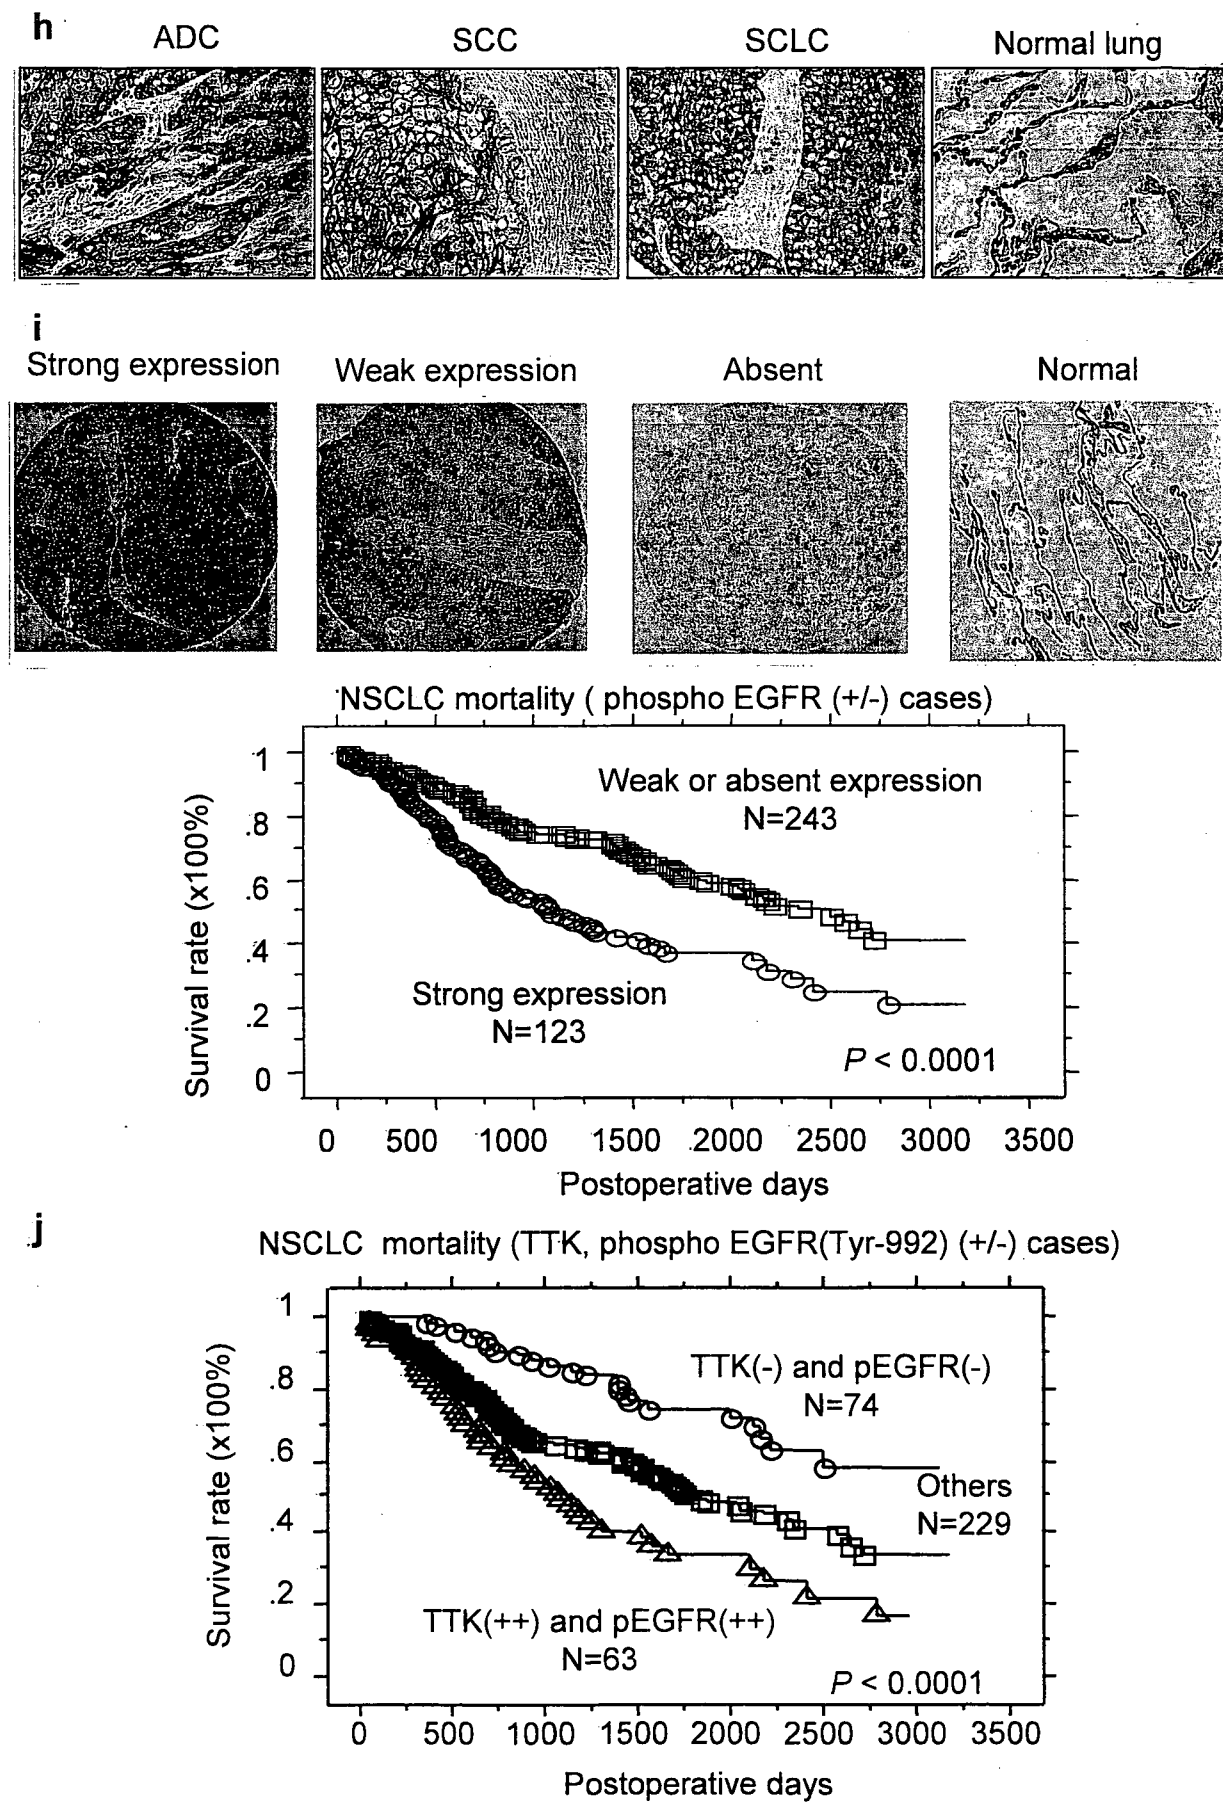 h
ADC
SCC
SCLC
Normal lung
i
Strong expression
Weak expression
Absent
Normal
NSCLC mortality ( phospho EGFR (+/-) cases)
Survival rate (x100%)
1
.8
.6
.4
.2
0
Weak or absent expression
N=243
Strong expression
N=123
P < 0.0001
0 500 1000 1500 2000 2500 3000 3500
Postoperative days
j
NSCLC mortality (TTK, phospho EGFR(Tyr-992) (+/-) cases)
Survival rate (x100%)
1
.8
.6
.4
.2
0
TTK(-) and pEGFR(-)
N=74
Others
N=229
TTK(++) and pEGFR(++)
N=63
P < 0.0001
0 500 1000 1500 2000 2500 3000 3500
Postoperative days